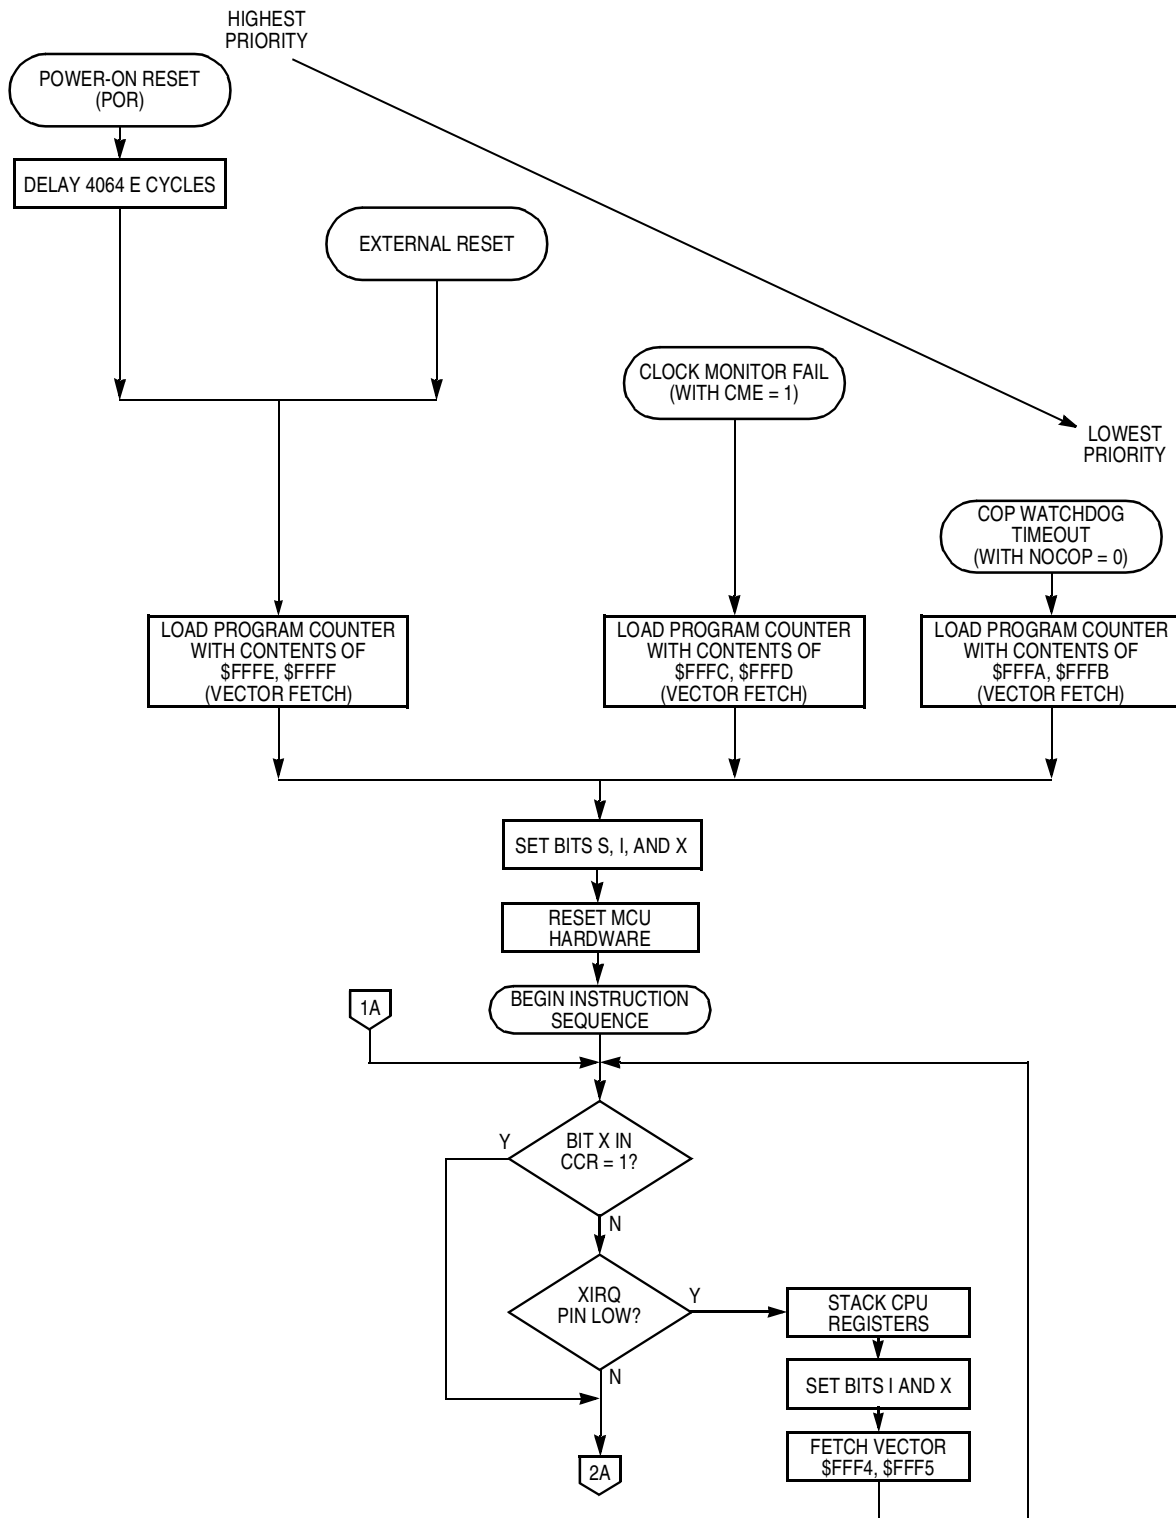 HIGHEST
PRIORITY
POWER-ON RESET
(POR)
DELAY 4064 E CYCLES
EXTERNAL RESET
CLOCK MONITOR FAIL
(WITH CME = 1)
LOWEST
PRIORITY
COP WATCHDOG
TIMEOUT
(WITH NOCOP = 0)
LOAD PROGRAM COUNTER
WITH CONTENTS OF
$FFFE, $FFFF
(VECTOR FETCH)
LOAD PROGRAM COUNTER
WITH CONTENTS OF
$FFFC, $FFFD
(VECTOR FETCH)
LOAD PROGRAM COUNTER
WITH CONTENTS OF
$FFFA, $FFFB
(VECTOR FETCH)
SET BITS S, I, AND X
RESET MCU
HARDWARE
1A
BEGIN INSTRUCTION
SEQUENCE
Y
BIT X IN
CCR = 1?
N
XIRQ
PIN LOW?
Y
STACK CPU
REGISTERS
N
SET BITS I AND X
FETCH VECTOR
$FFF4, $FFF5
2A